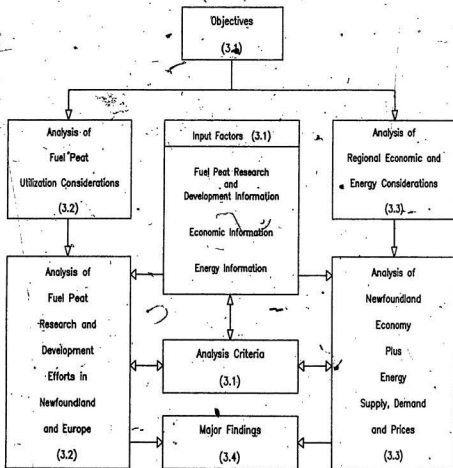 Objectives
(3.1)
Analysis of
Fuel Peat
Utilization Considerations
(3.2)
Input Factors (3.1)
Fuel Peat Research
and
Development Information
Economic Information
Energy Information
Analysis of
Regional Economic and
Energy Considerations
(3.3)
Analysis of
Fuel Peat
Research and
Development
Efforts in
Newfoundland
and Europe
(3.2)
Analysis Criteria
(3.1)
Major Findings
(3.4)
Analysis of
Newfoundland
Economy
Plus
Energy
Supply, Demand
and Prices
(3.3)